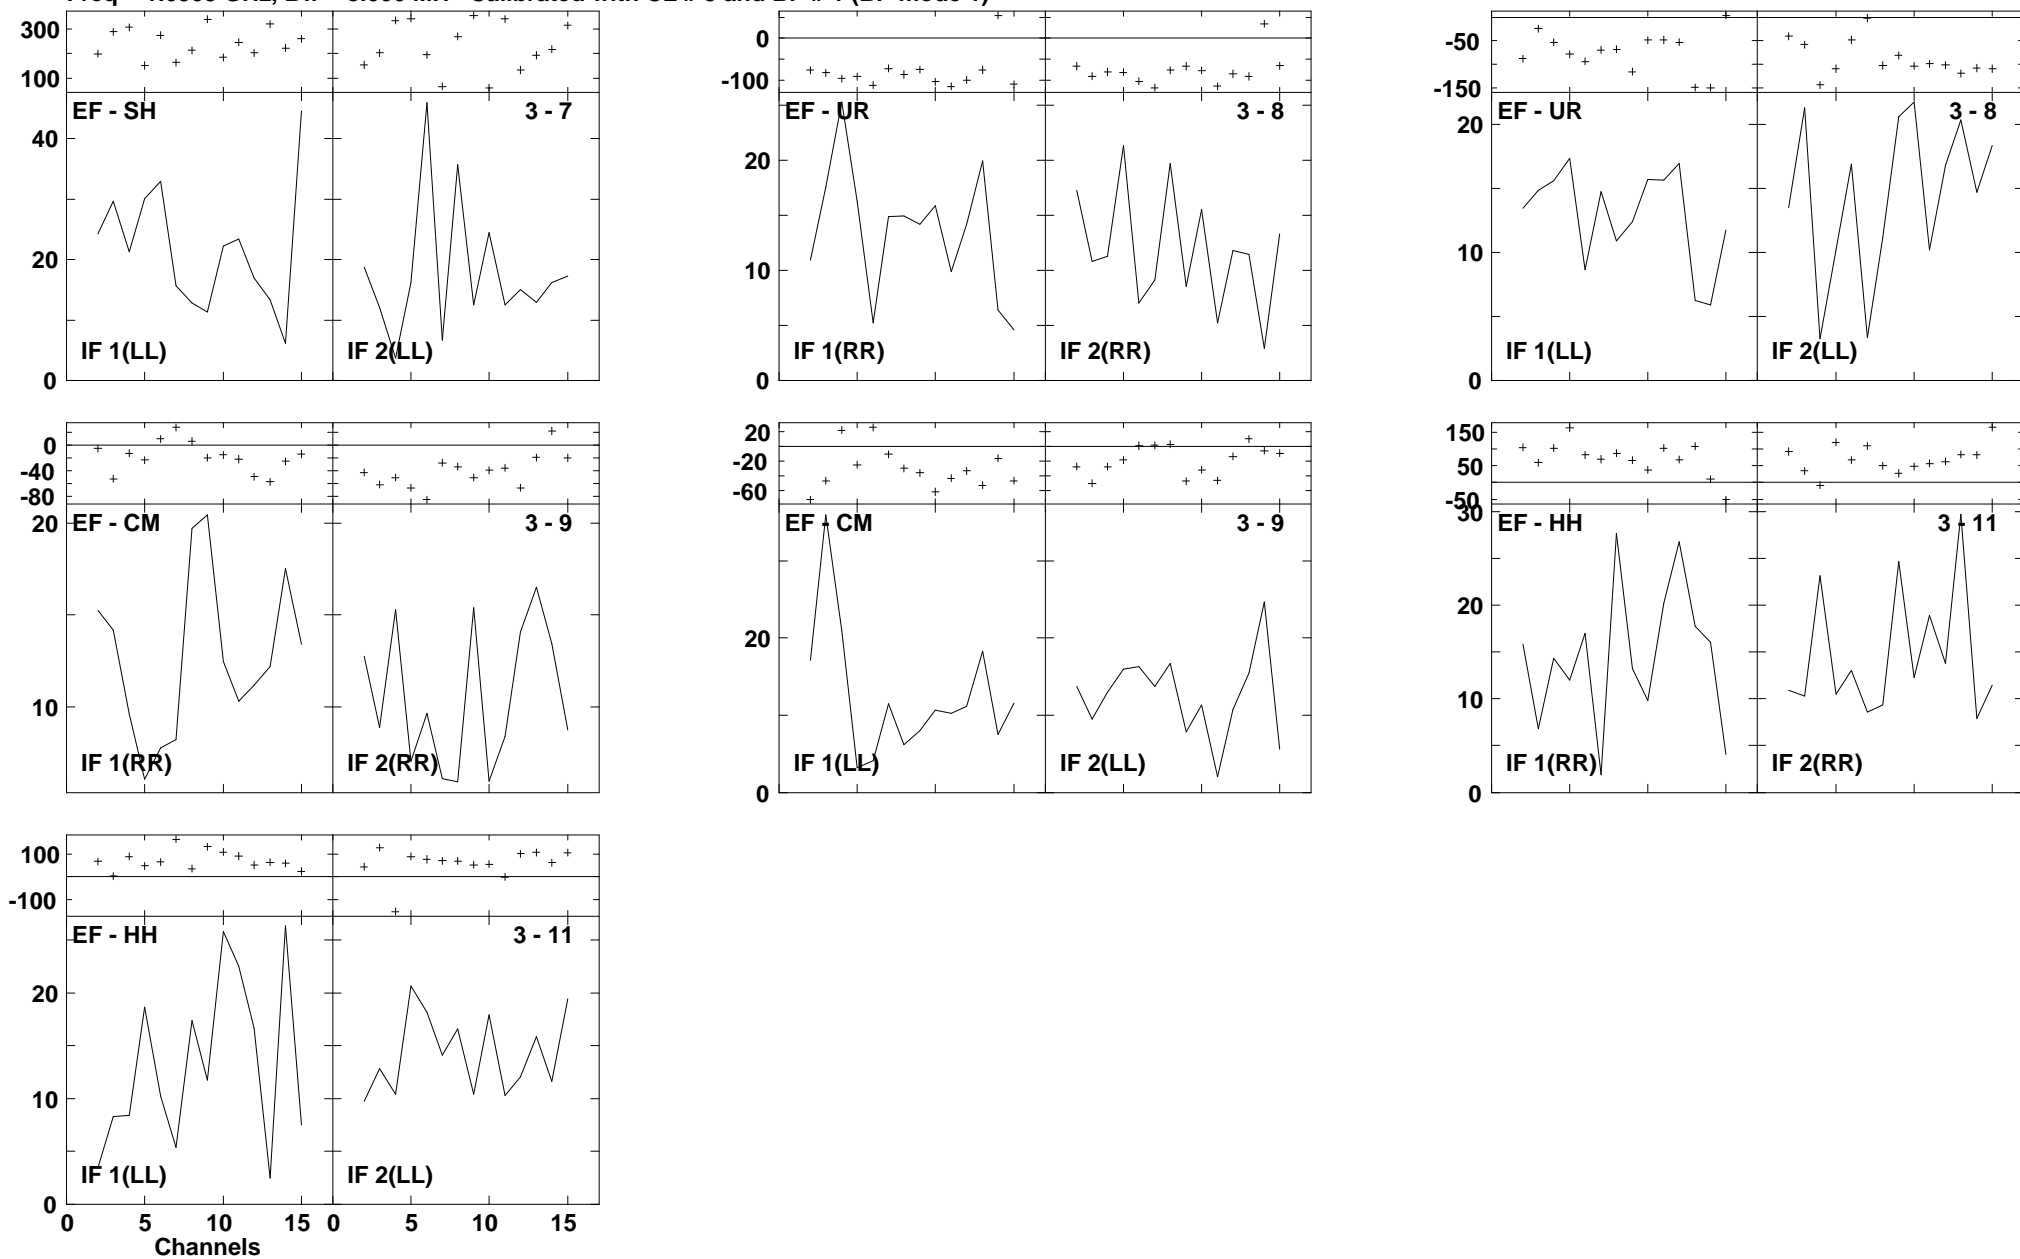 300
100
EF - SH
3 - 7
40
20
0
IF 1(LL)
IF 2(LL)
0
-100
EF - UR
3 - 8
20
10
0
IF 1(RR)
IF 2(RR)
-50
-150
EF - UR
3 - 8
20
10
0
IF 1(LL)
IF 2(LL)
0
-40
-80
EF - CM
3 - 9
20
10
IF 1(RR)
IF 2(RR)
20
-20
-60
EF - CM
3 - 9
20
0
IF 1(LL)
IF 2(LL)
150
50
-50
EF - HH
3 - 11
30
20
10
0
IF 1(RR)
IF 2(RR)
100
-100
EF - HH
3 - 11
20
10
0
IF 1(LL)
IF 2(LL)
0 5 10 15 0 5 10 15
Channels